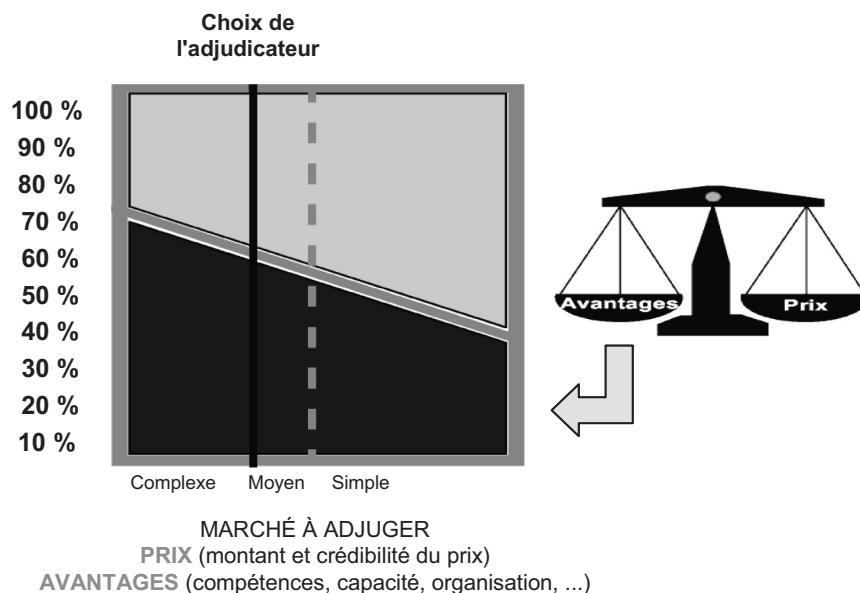 Choix de
l'adjudicateur
100 %
90 %
80 %
70 %
60 %
50 %
40 %
30 %
20 %
10 %
Avantages
Prix
Complexe Moyen Simple
MARCHÉ À ADJUGER
PRIX (montant et crédibilité du prix)
AVANTAGES (compétences, capacité, organisation, ...)